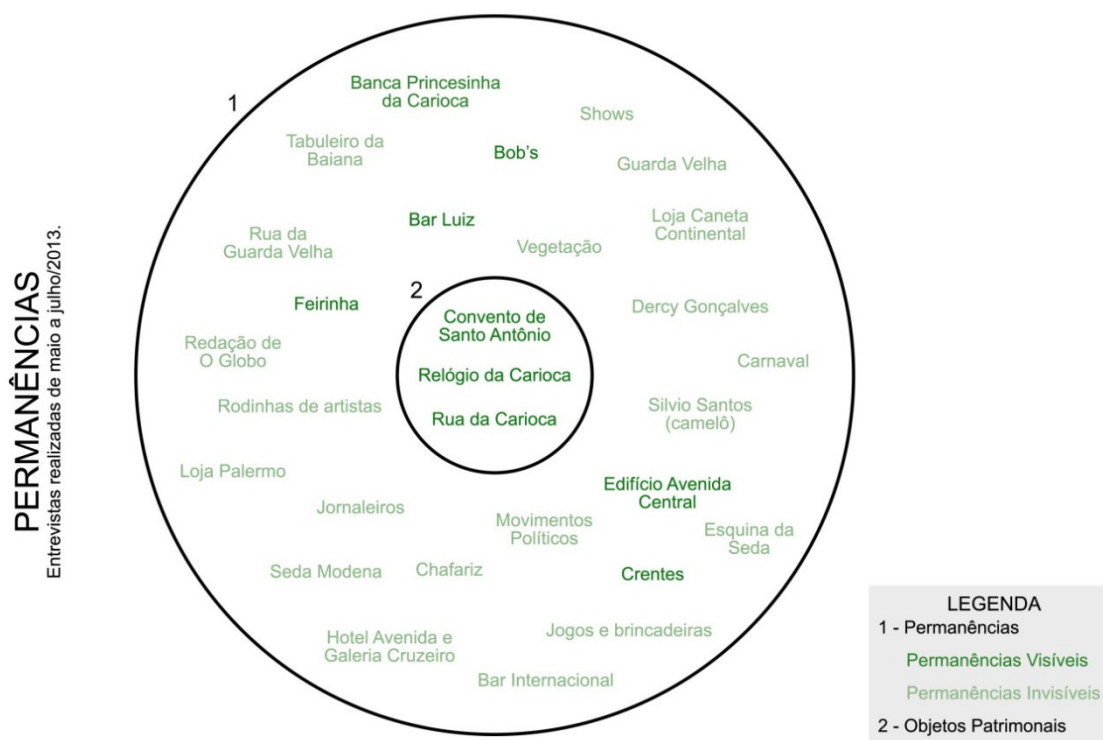 PERMANÊNCIAS
Entrevistas realizadas de maio a julho/2013.
1
Banca Princesinha
da Carioca
Shows
Tabuleiro da
Baiana
Bob's
Guarda Velha
Bar Luiz
Loja Caneta
Continental
Rua da
Guarda Velha
Vegetação
2
Feirinha
Convento de
Santo Antônio
Dercy Gonçalves
Redação de
O Globo
Relógio da Carioca
Carnaval
Rodinhas de artistas
Rua da Carioca
Silvio Santos
(camelô)
Loja Palermo
Edifício Avenida
Central
Jornaleiros
Movimentos
Políticos
Esquina da
Seda
Seda Modena
Chafariz
Crentes
Hotel Avenida e
Galeria Cruzeiro
Jogos e brincadeiras
Bar Internacional
LEGENDA
1 - Permanências
Permanências Visíveis
Permanências Invisíveis
2 - Objetos Patrimonais